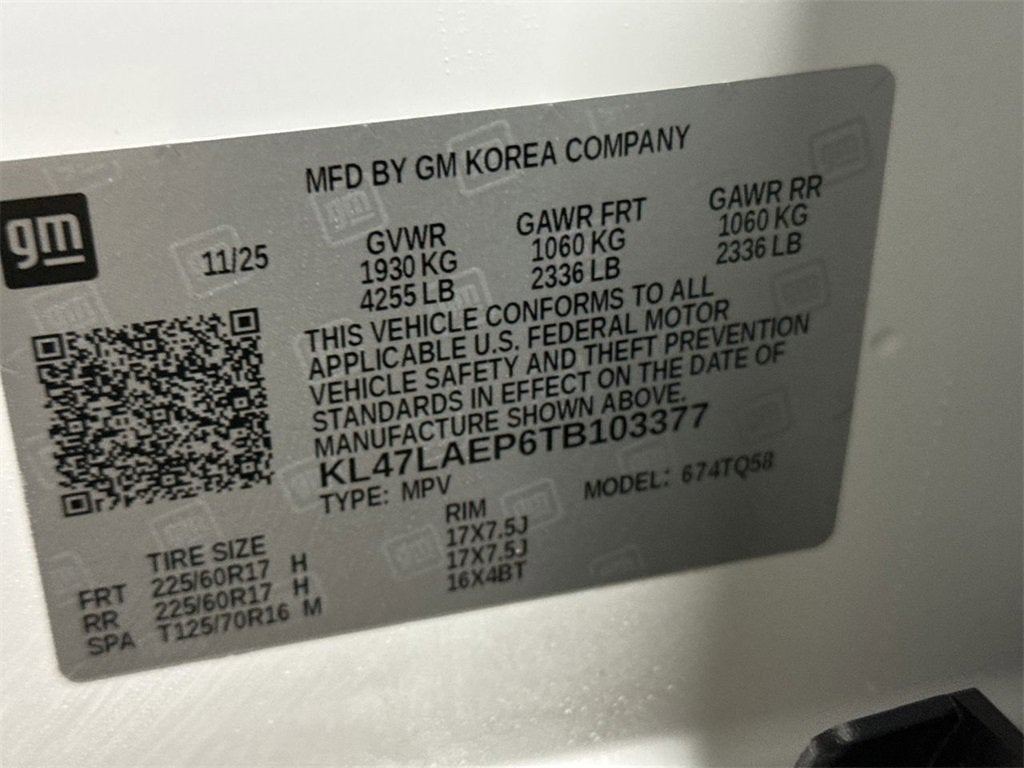 MFD BY GM KOREA COMPANY
gm
11/25
GVWR
1930 KG
4255 LB
GAWR FRT
1060 KG
2336 LB
GAWR RR
1060 KG
2336 LB
THIS VEHICLE CONFORMS TO ALL
APPLICABLE U.S. FEDERAL MOTOR
VEHICLE SAFETY AND THEFT PREVENTION
STANDARDS IN EFFECT ON THE DATE OF
MANUFACTURE SHOWN ABOVE.
KL47LAEP6TB103377
TYPE: MPV MODEL: 674TQ58
TIRE SIZE RIM
FRT 225/60R17 H 17X7.5J
RR 225/60R17 H 17X7.5J
SPA T125/70R16 M 16X4BT